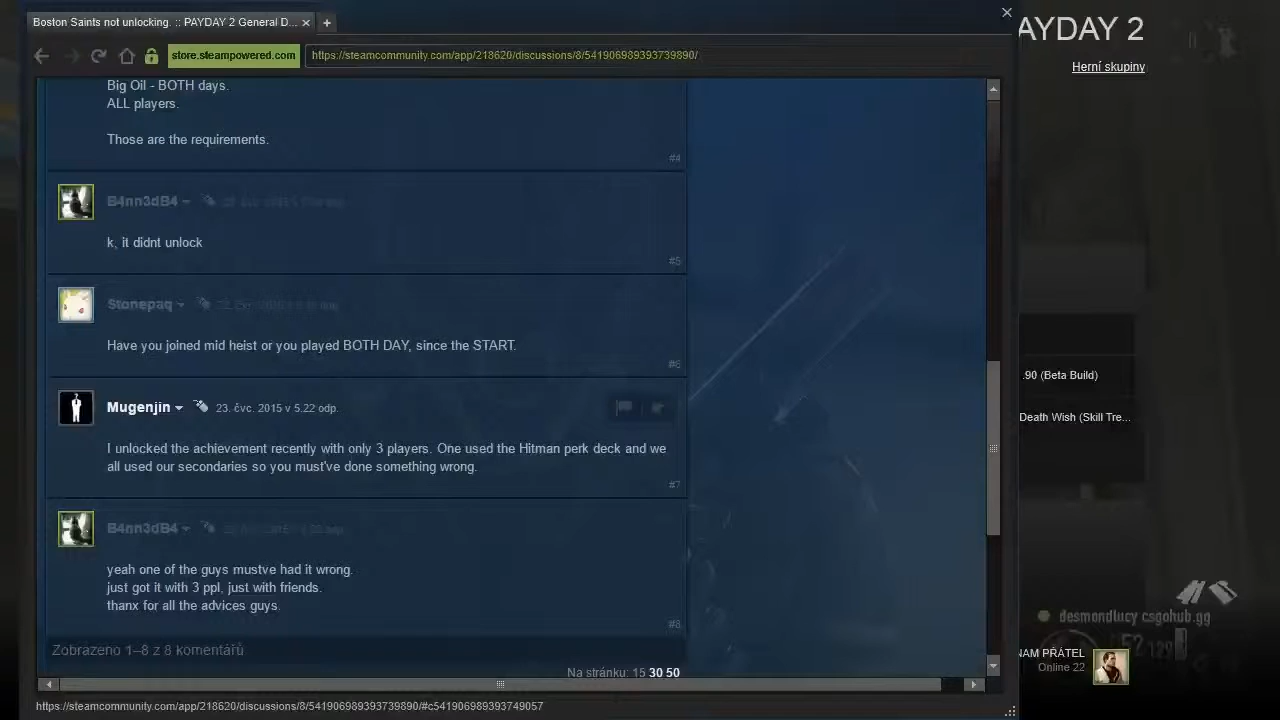 Boston Saints not unlocking. :: PAYDAY 2 General D...
AYDAY 2
Herní skupiny
store.steampowered.com
https://steamcommunity.com/app/218620/discussions/8/541906989393739890/
Big Oil - BOTH days.
ALL players.
Those are the requirements.
#4
B4nn3dB4
k, it didnt unlock
#5
Stonepaq
Have you joined mid heist or you played BOTH DAY, since the START.
#6
Mugenjin
23. čvc. 2015 v 5.22 odp.
I unlocked the achievement recently with only 3 players. One used the Hitman perk deck and we
all used our secondaries so you must've done something wrong.
#7
B4nn3dB4
yeah one of the guys mustve had it wrong.
just got it with 3 ppl, just with friends.
thanx for all the advices guys.
#8
Zobrazeno 1–8 z 8 komentářů
Na stránku: 15 30 50
https://steamcommunity.com/app/218620/discussions/8/541906989393739890/#c541906989393749057
.90 (Beta Build)
Death Wish (Skill Tre...
desmondlucy csgohub.gg
NAM PŘÁTEL
Online 22